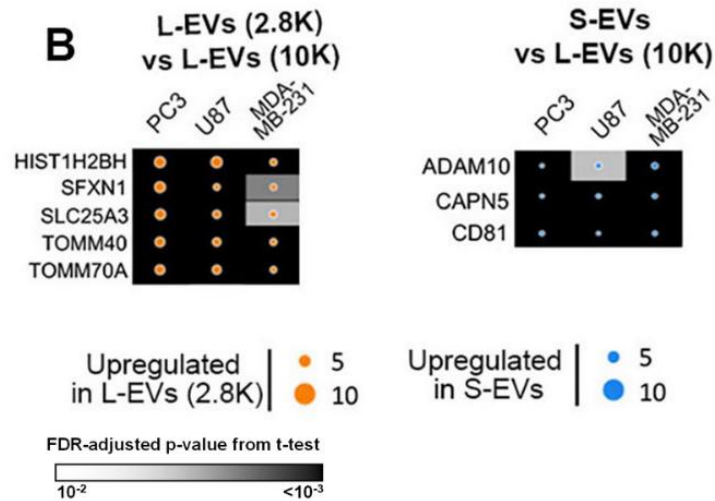 B
L-EVs (2.8K)
vs L-EVs (10K)
PC3
U87
MDA-
MB-231
HIST1H2BH
SFXN1
SLC25A3
TOMM40
TOMM70A
S-EVs
vs L-EVs (10K)
PC3
U87
MDA-
MB-231
ADAM10
CAPN5
CD81
Upregulated
in L-EVs (2.8K)
5
10
Upregulated
in S-EVs
5
10
FDR-adjusted p-value from t-test
10⁻² <10⁻³